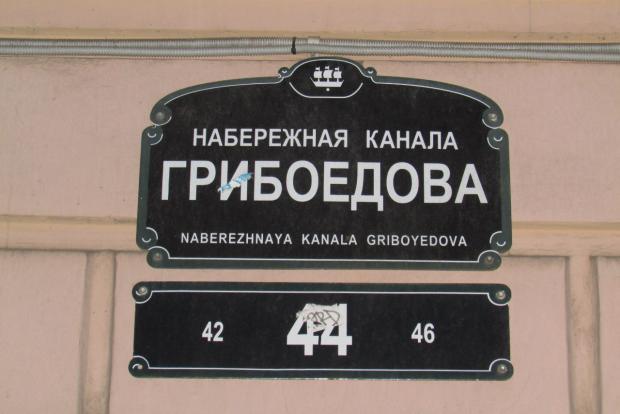 НАБЕРЕЖНАЯ КАНАЛА
ГРИБОЕДОВА
NABEREZHNAYA KANALA GRIBOYEDOVA
42 44 46